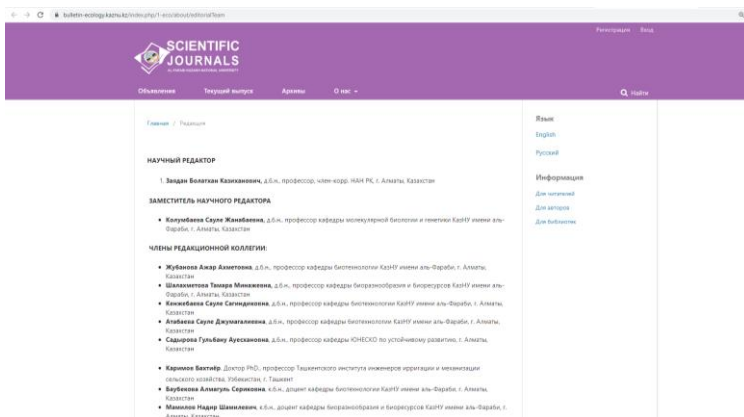 bulletin-ecology.kaznu.kz/index.php/1-eco/about/editorialTeam
Регистрация Вход
SCIENTIFIC
JOURNALS
AL-FARABI KAZAKH NATIONAL UNIVERSITY
Объявление Текущий выпуск Архивы О нас
Найти
Главная / Редакция
Язык
English
Русский
Информация
Для читателей
Для авторов
Для библиотек
НАУЧНЫЙ РЕДАКТОР
1. Заядан Болатхан Казиханович, д.б.н., профессор, член-корр. НАН РК, г. Алматы, Казахстан
ЗАМЕСТИТЕЛЬ НАУЧНОГО РЕДАКТОРА
• Колумбаева Сауле Жанабаевна, д.б.н., профессор кафедры молекулярной биологии и генетики КазНУ имени аль-
Фараби, г. Алматы, Казахстан
ЧЛЕНЫ РЕДАКЦИОННОЙ КОЛЛЕГИИ:
• Жубанова Ажар Ахметовна, д.б.н., профессор кафедры биотехнологии КазНУ имени аль-Фараби, г. Алматы,
Казахстан
• Шалахметова Тамара Минажевна, д.б.н., профессор кафедры биоразнообразия и биоресурсов КазНУ имени аль-
Фараби, г. Алматы, Казахстан
• Кенжебаева Сауле Сагиндиковна, д.б.н., профессор кафедры биотехнологии КазНУ имени аль-Фараби, г. Алматы,
Казахстан
• Атабаева Сауле Джумагалиевна, д.б.н., профессор кафедры биотехнологии КазНУ имени аль-Фараби, г. Алматы,
Казахстан
• Садырова Гульбану Ауесхановна, д.б.н., профессор кафедры ЮНЕСКО по устойчивому развитию, г. Алматы,
Казахстан
• Каримов Бахтиёр, Доктор PhD, профессор Ташкентского института инженеров ирригации и механизации
сельского хозяйства, Узбекистан, г. Ташкент
• Баубекова Алмагуль Сериковна, к.б.н., доцент кафедры биотехнологии КазНУ имени аль-Фараби, г. Алматы,
Казахстан
• Мамилов Надир Шамилевич, к.б.н., доцент кафедры биоразнообразия и биоресурсов КазНУ имени аль-Фараби, г.
Алматы, Казахстан